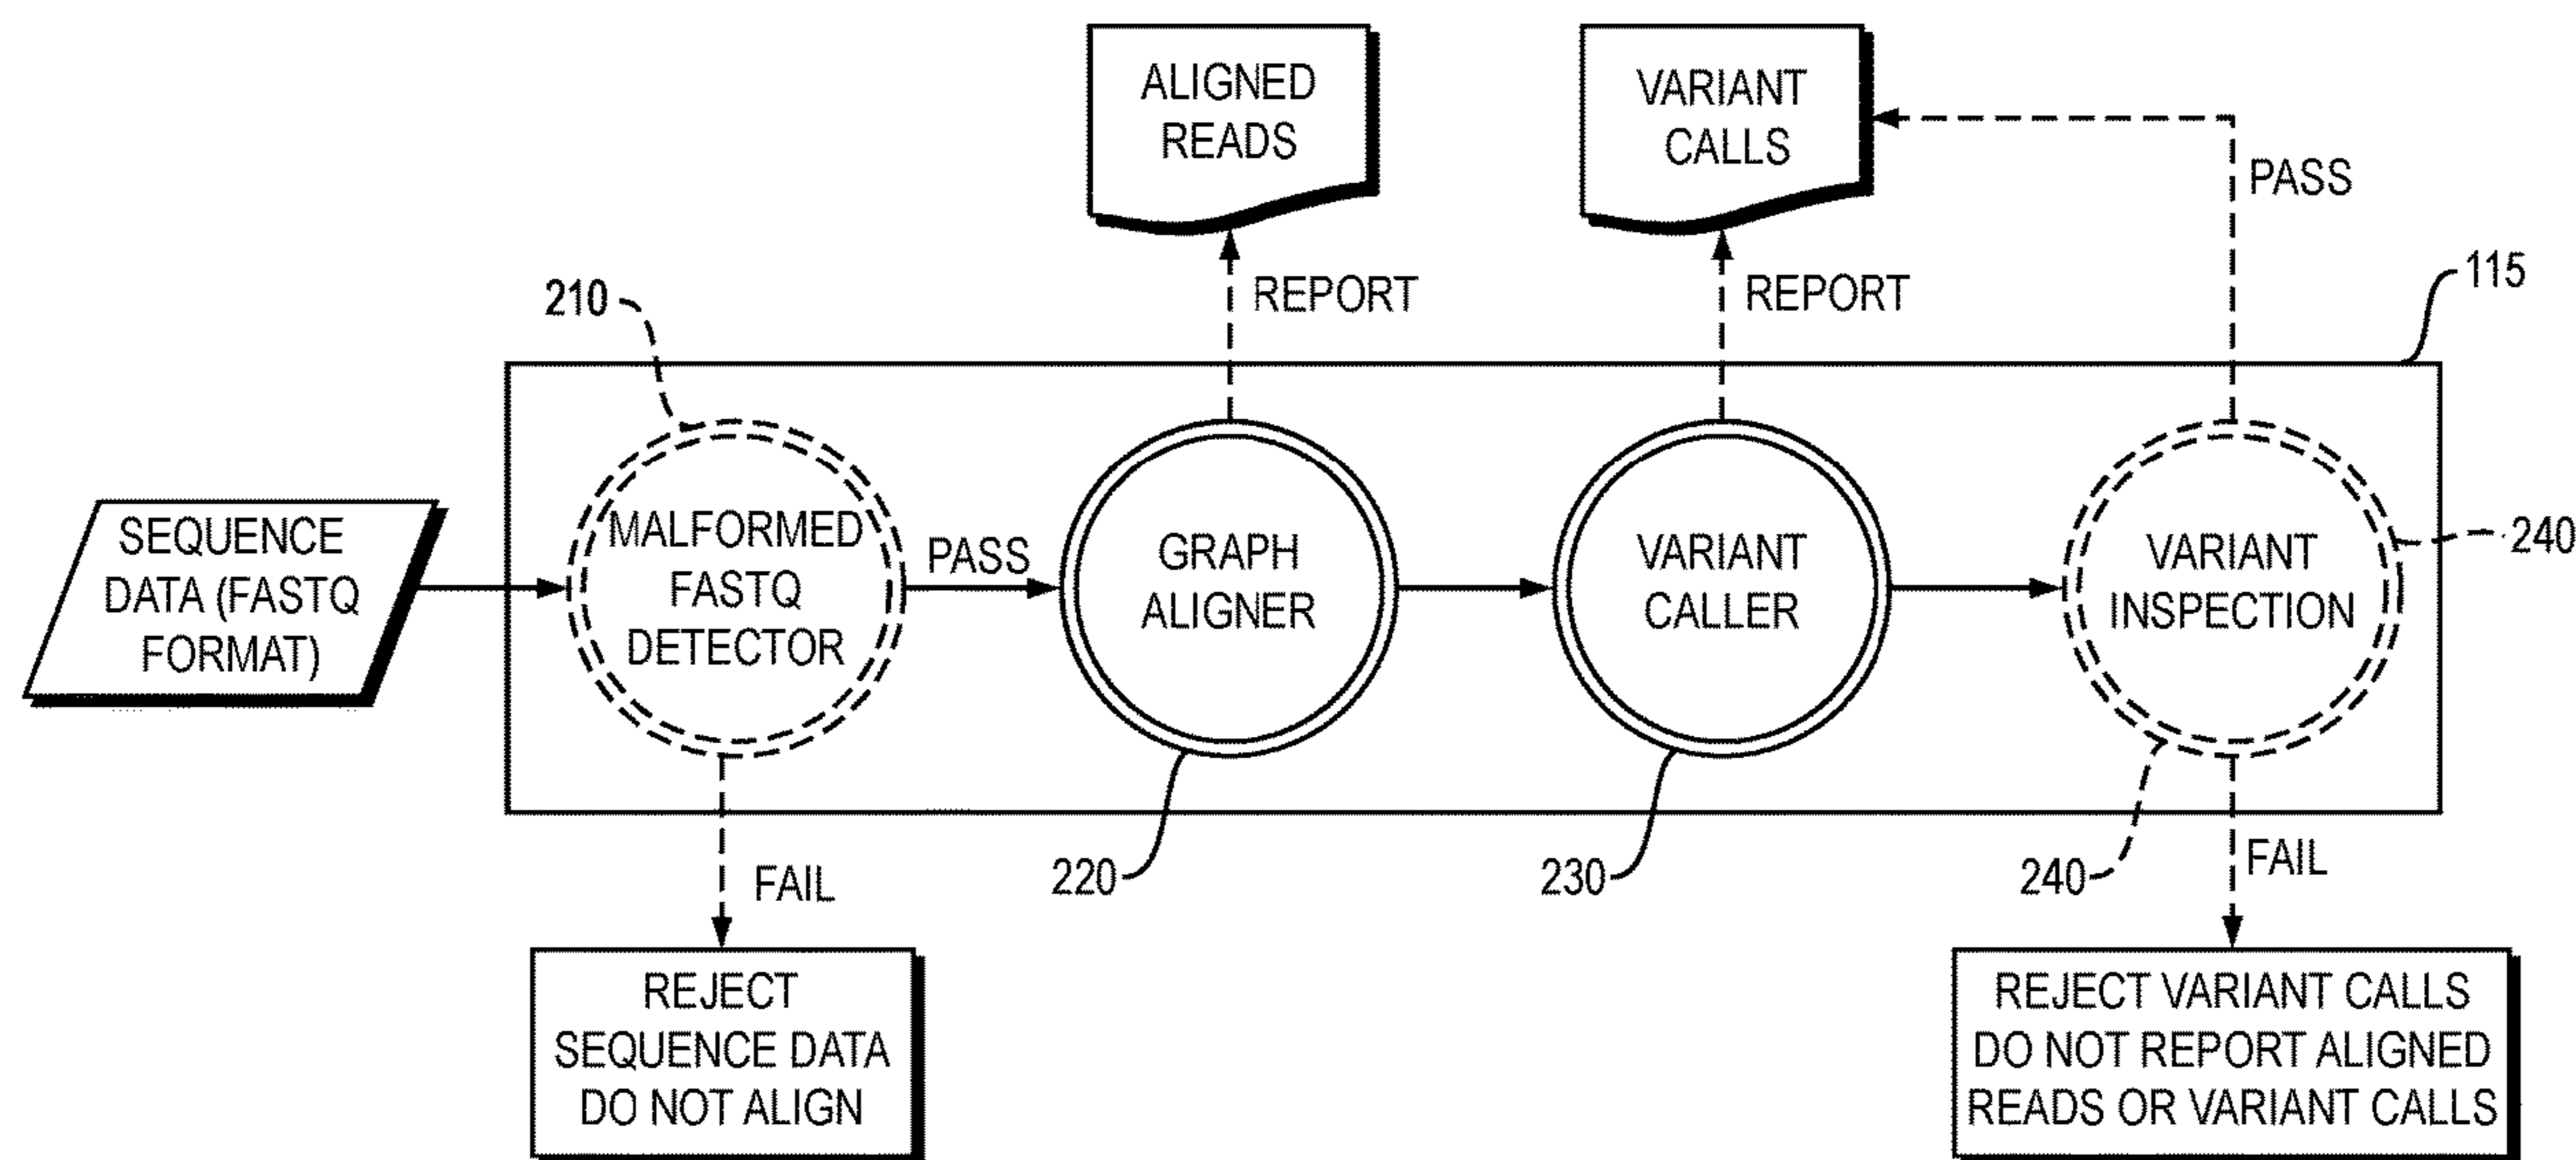 ALIGNED
READS
VARIANT
CALLS
PASS
REPORT
REPORT
115
210
SEQUENCE
DATA (FASTQ
FORMAT)
MALFORMED
FASTQ
DETECTOR
PASS
GRAPH
ALIGNER
VARIANT
CALLER
VARIANT
INSPECTION
240
220
230
240
FAIL
FAIL
REJECT
SEQUENCE DATA
DO NOT ALIGN
REJECT VARIANT CALLS
DO NOT REPORT ALIGNED
READS OR VARIANT CALLS